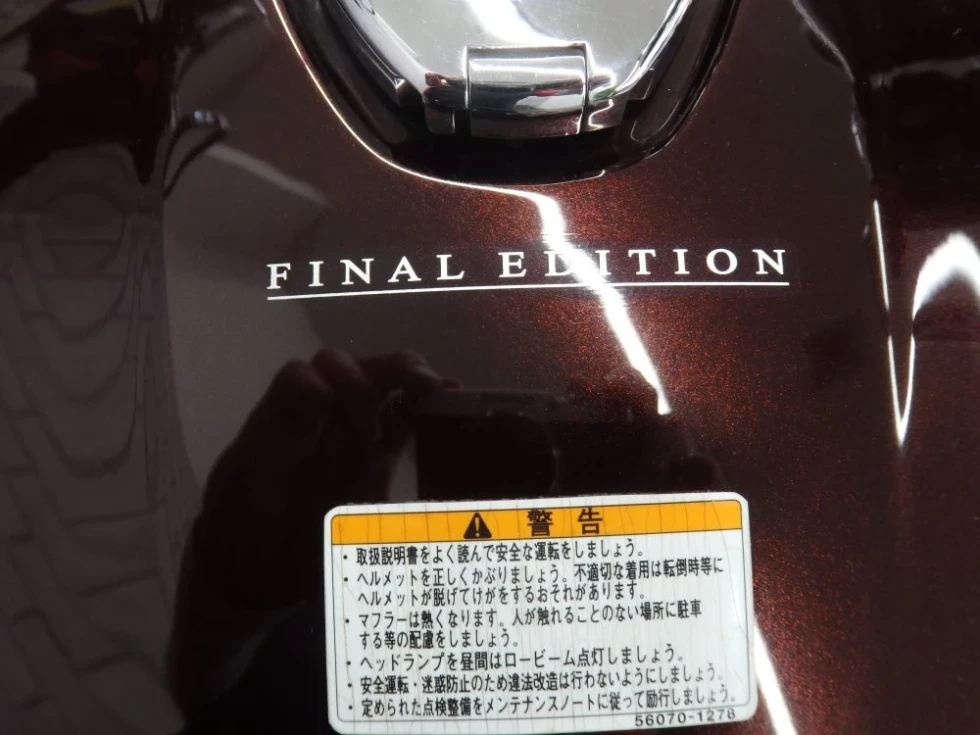 FINAL EDITION
警告
・取扱説明書をよく読んで安全な運転をしましょう。
・ヘルメットを正しくかぶりましょう。不適切な着用は転倒時等に
ヘルメットが脱げてけがをするおそれがあります。
・マフラーは熱くなります。人が触れることのない場所に駐車
する等の配慮をしましょう。
・ヘッドランプを昼間はロービーム点灯しましょう。
・安全運転・迷惑防止のため違法改造は行わないようにしましょう。
・定められた点検整備をメンテナンスノートに従って励行しましょう。
56070-1278